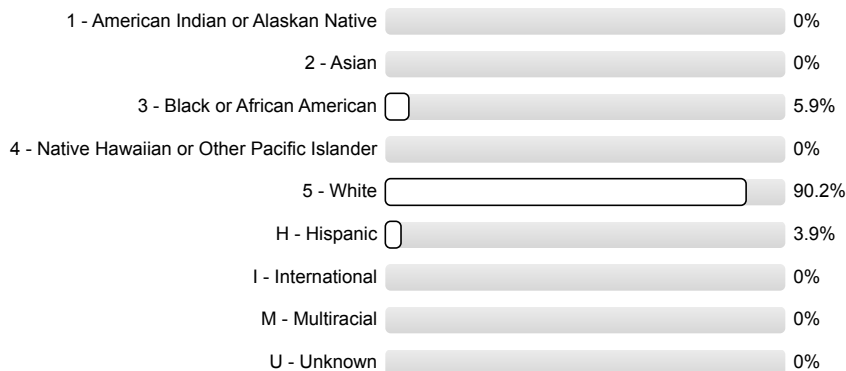 1 - American Indian or Alaskan Native 0%
2 - Asian 0%
3 - Black or African American 5.9%
4 - Native Hawaiian or Other Pacific Islander 0%
5 - White 90.2%
H - Hispanic 3.9%
I - International 0%
M - Multiracial 0%
U - Unknown 0%